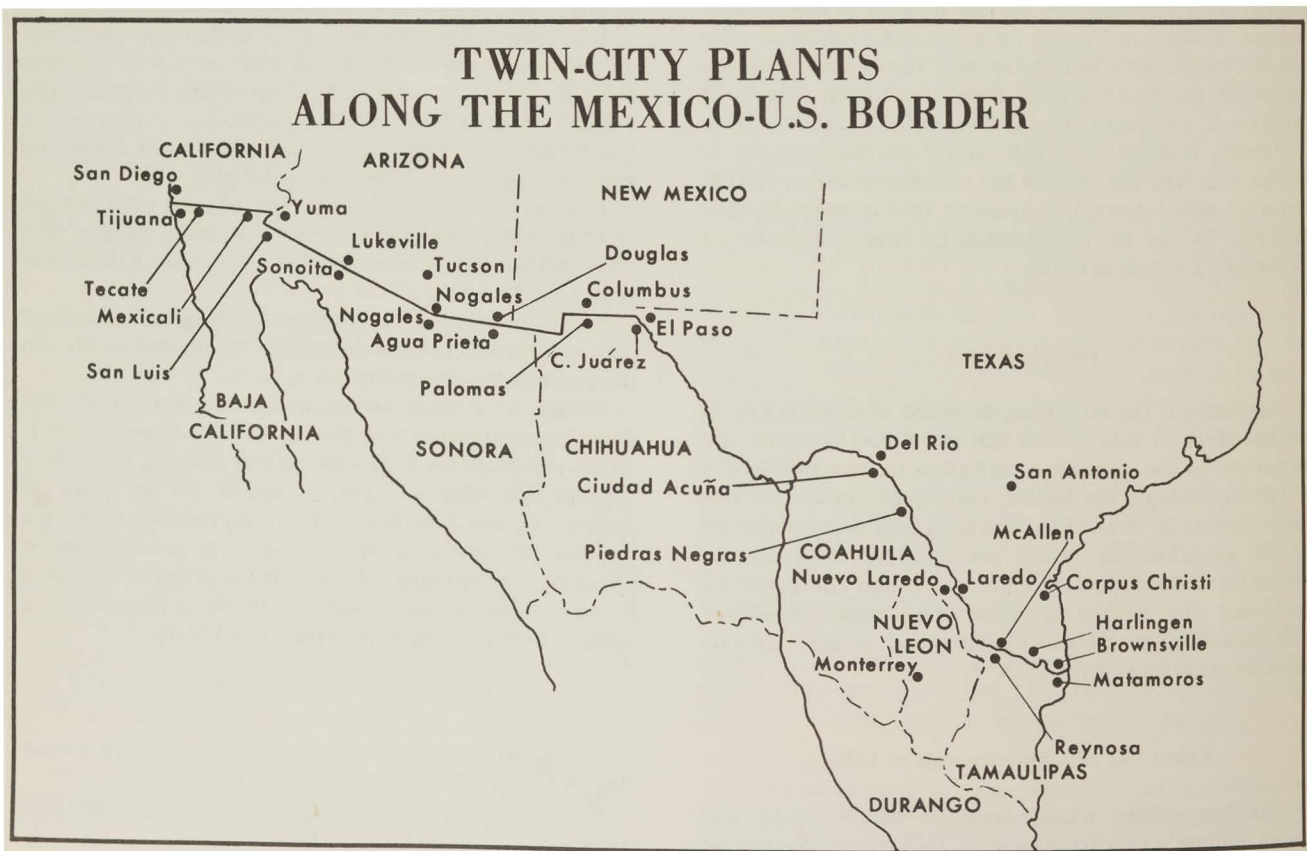 TWIN-CITY PLANTS
ALONG THE MEXICO-U.S. BORDER
CALIFORNIA
ARIZONA
NEW MEXICO
San Diego
Tijuana
Yuma
Lukeville
Tucson
Douglas
Sonoita
Tecate
Nogales
Columbus
Mexicali
Nogales
El Paso
Agua Prieta
C. Juárez
San Luis
Palomas
TEXAS
BAJA
CALIFORNIA
SONORA
CHIHUAHUA
Del Rio
Ciudad Acuña
San Antonio
McAllen
Piedras Negras
COAHUILA
Nuevo Laredo
Laredo
Corpus Christi
NUEVO
LEON
Harlingen
Brownsville
Monterrey
Matamoros
Reynosa
TAMAULIPAS
DURANGO